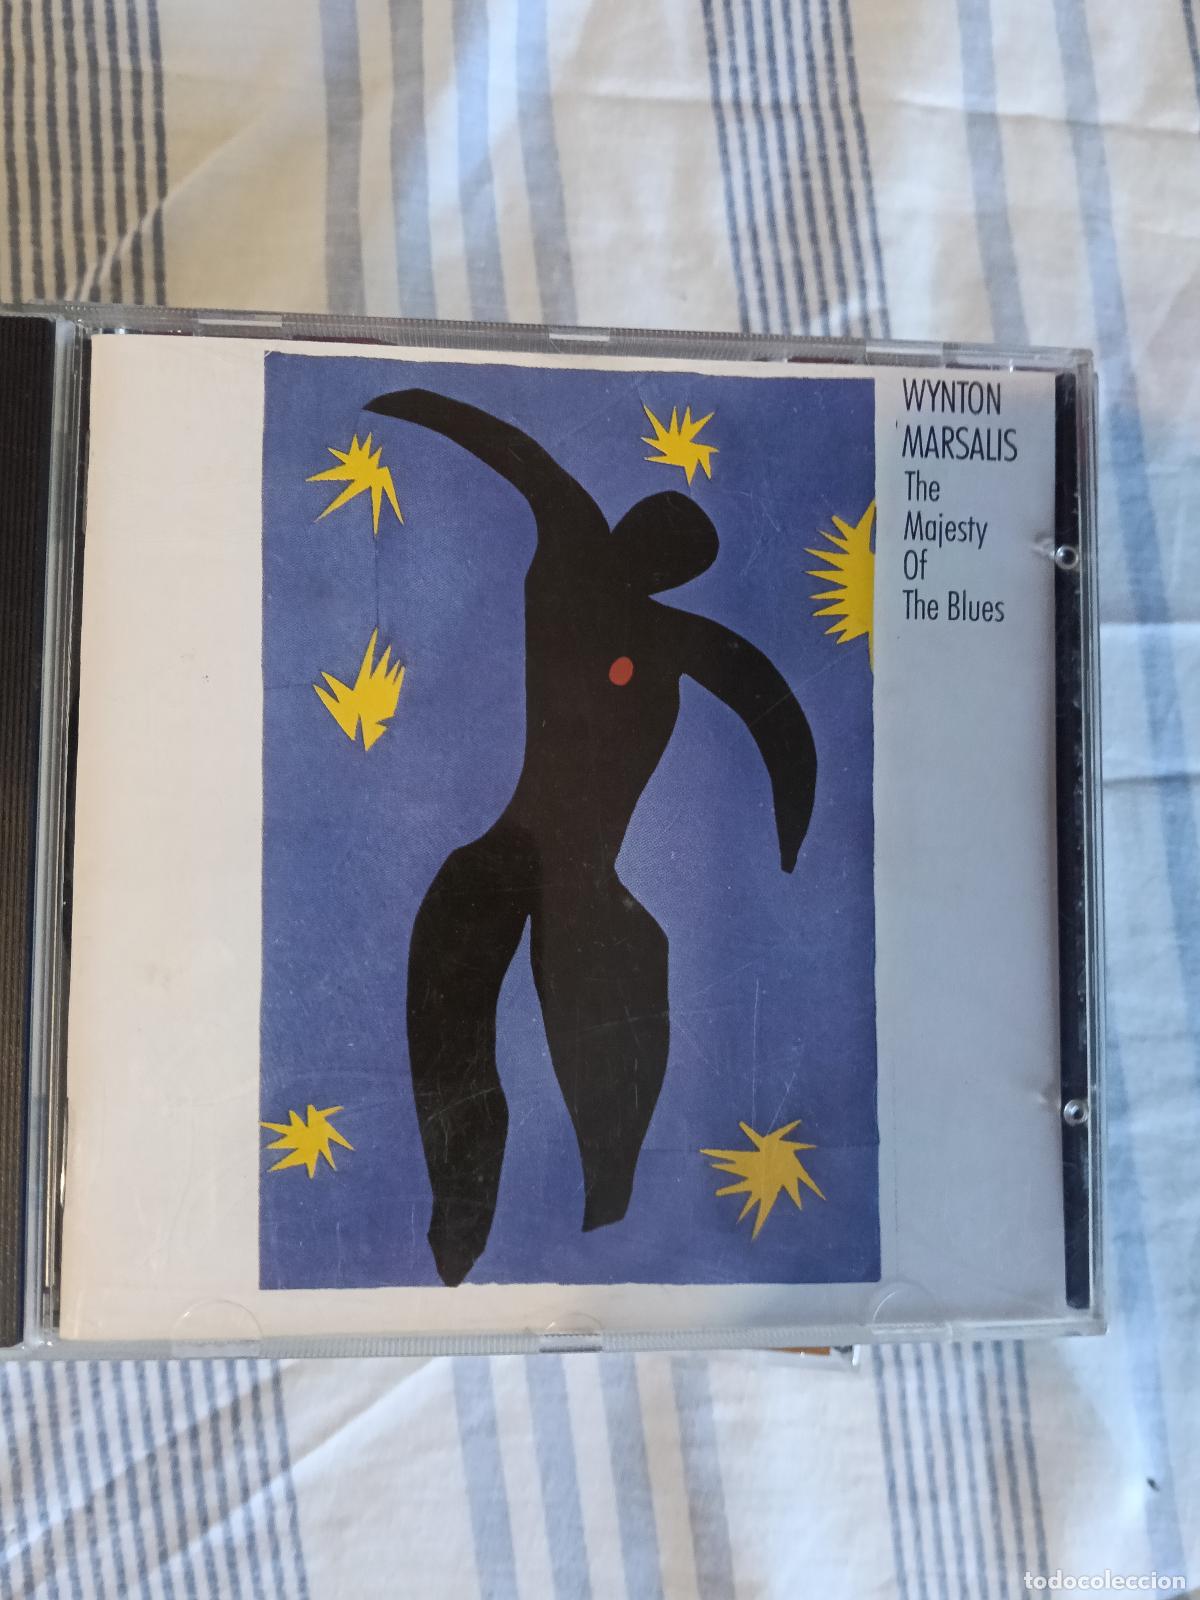 WYNTON
MARSALIS
The
Majesty
Of
The Blues
todocoleccion